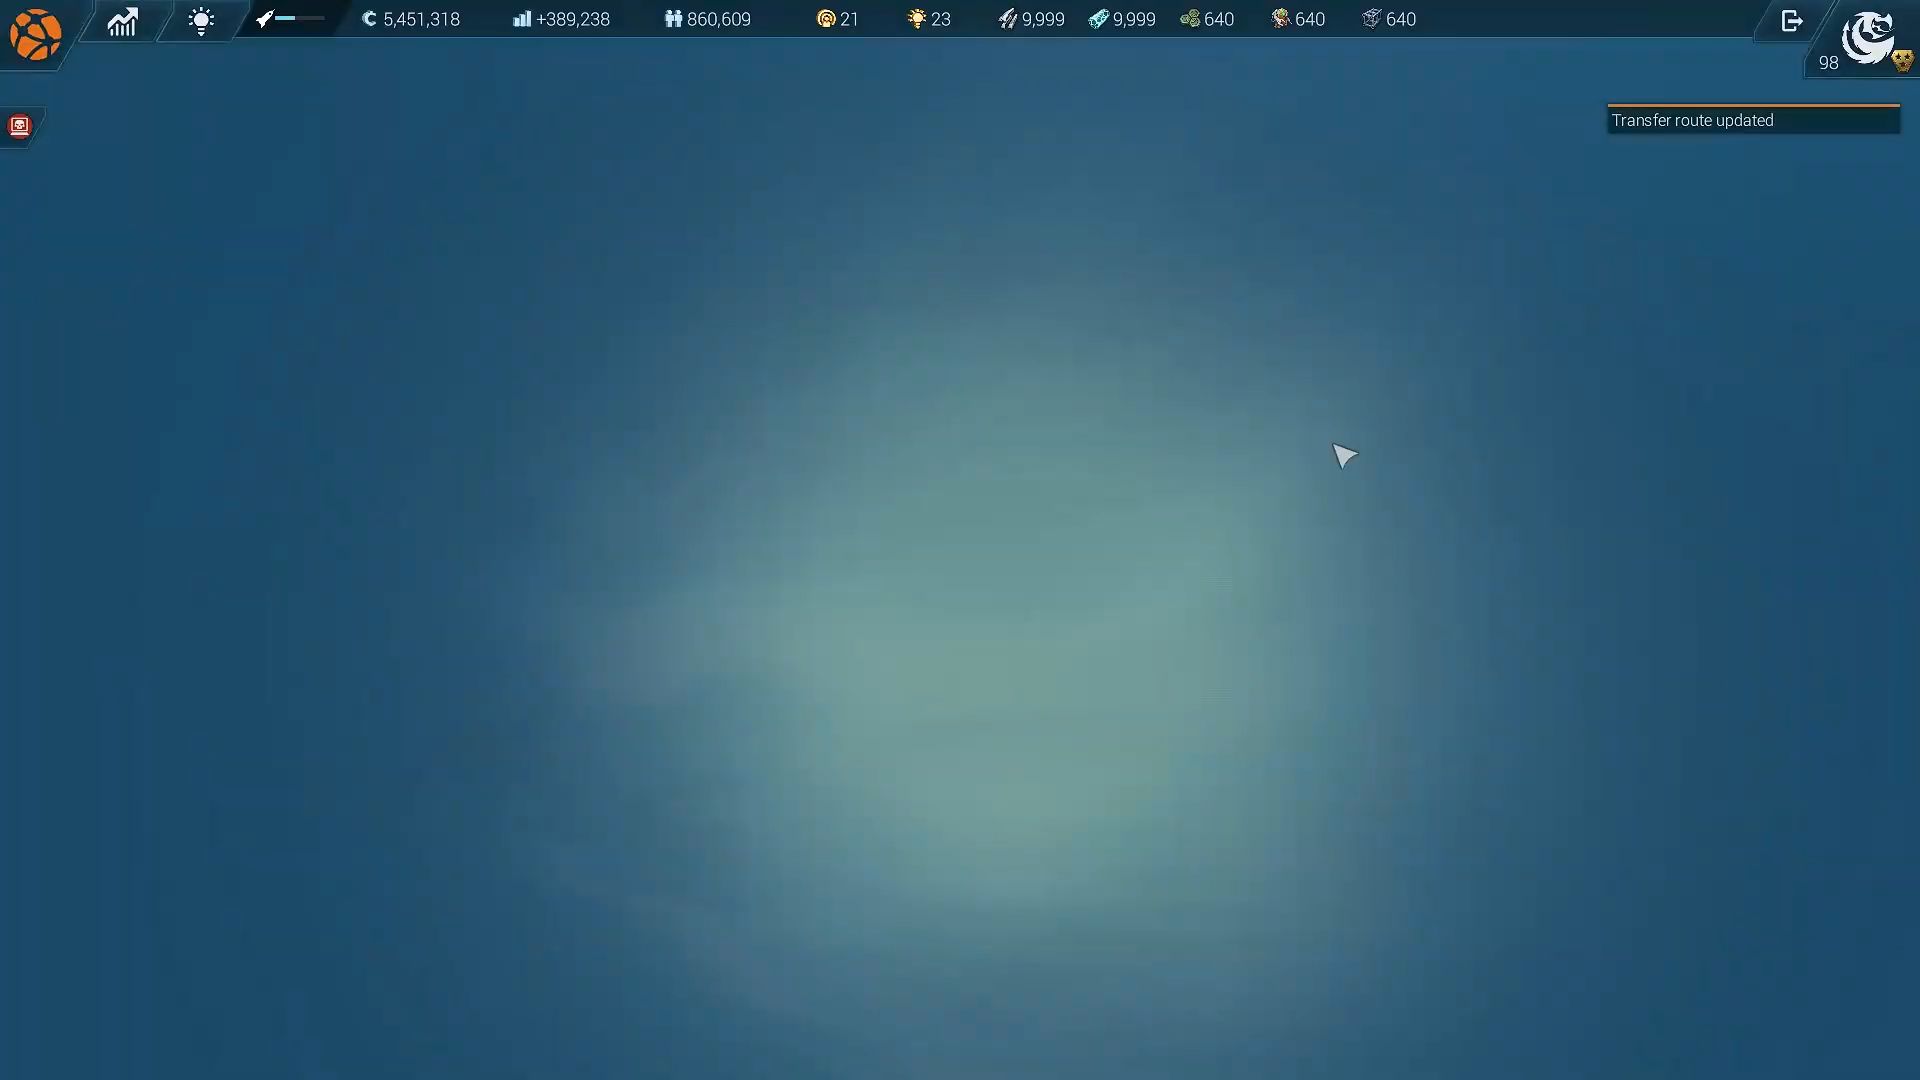 5,451,318 +389,238 860,609 21 23 9,999 9,999 640 640 640
98
Transfer route updated